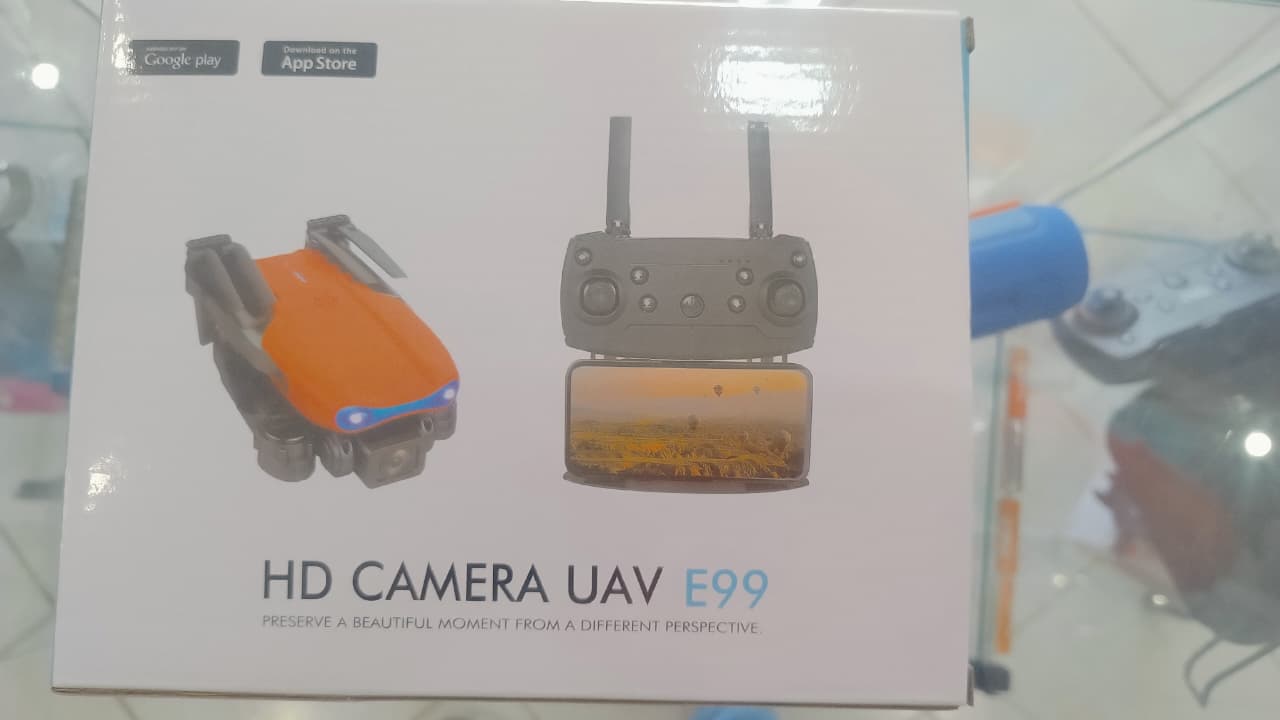 Google play
Download on the
App Store
HD CAMERA UAV E99
PRESERVE A BEAUTIFUL MOMENT FROM A DIFFERENT PERSPECTIVE.